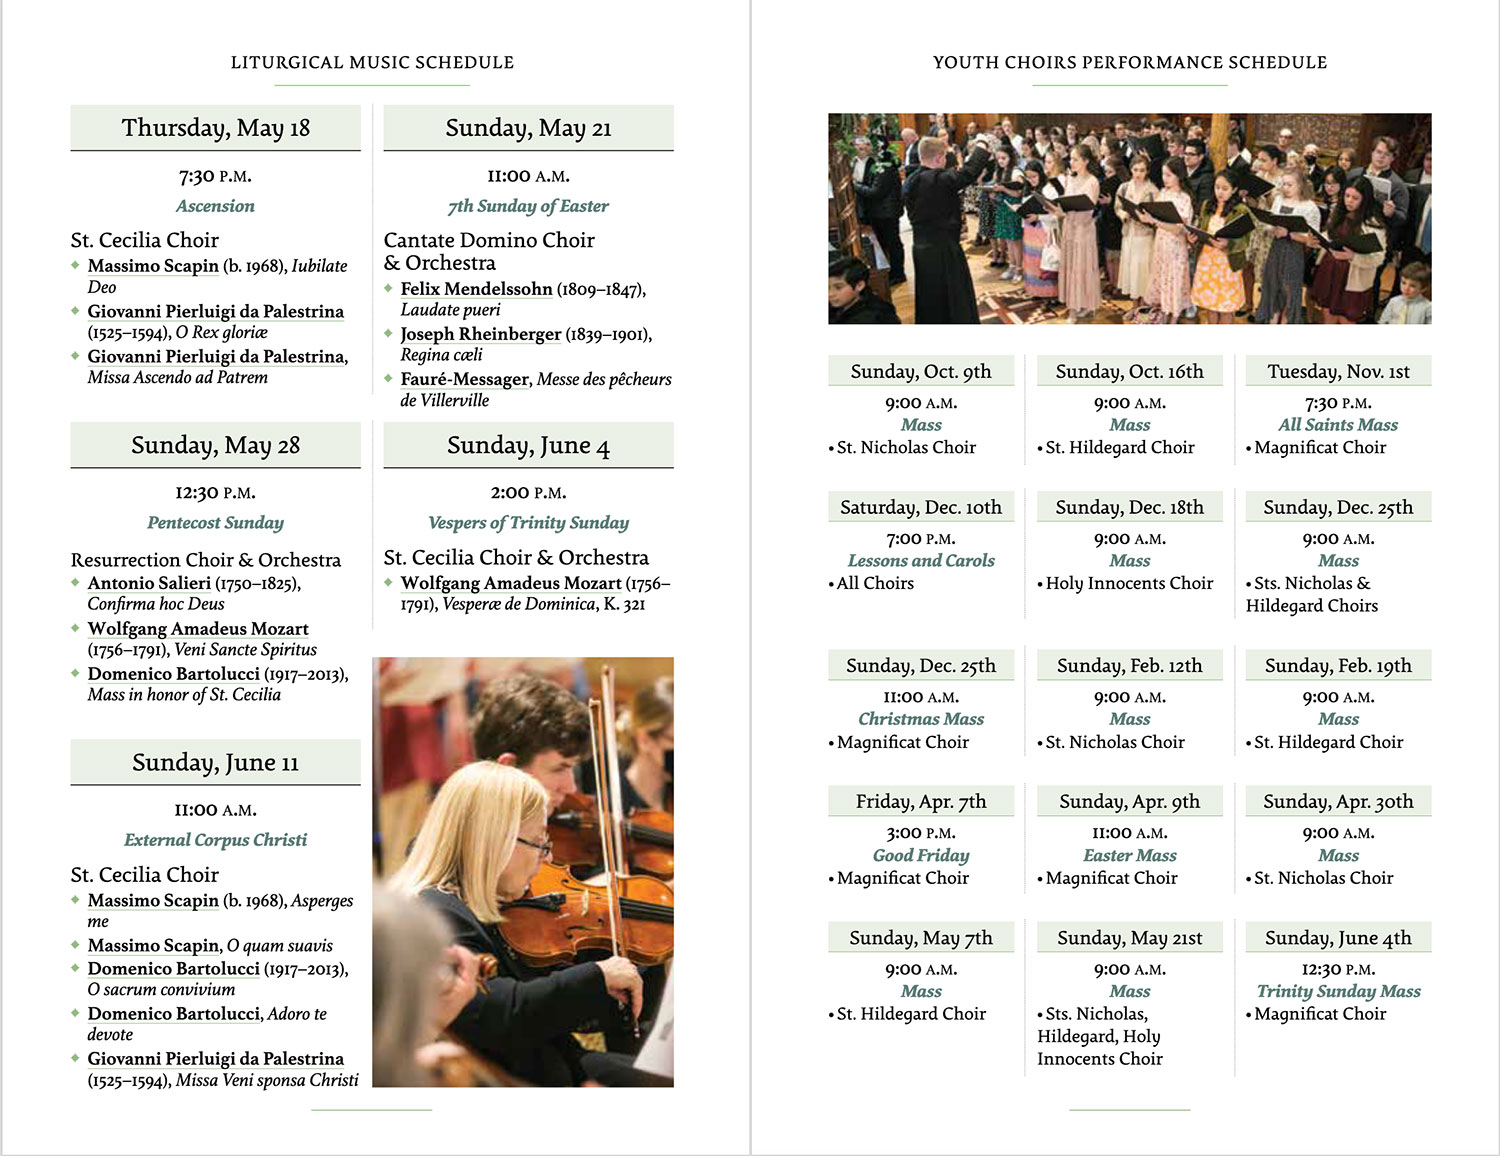 LITURGICAL MUSIC SCHEDULE
Thursday, May 18
7:30 P.M.
Ascension
St. Cecilia Choir
Massimo Scapin (b. 1968), Iubilate
Deo
Giovanni Pierluigi da Palestrina
(1525–1594), O Rex gloriæ
Giovanni Pierluigi da Palestrina,
Missa Ascendo ad Patrem
Sunday, May 21
11:00 A.M.
7th Sunday of Easter
Cantate Domino Choir
& Orchestra
Felix Mendelssohn (1809–1847),
Laudate pueri
Joseph Rheinberger (1839–1901),
Regina cæli
Fauré-Messager, Messe des pêcheurs
de Villerville
Sunday, May 28
12:30 P.M.
Pentecost Sunday
Resurrection Choir & Orchestra
Antonio Salieri (1750–1825),
Confirma hoc Deus
Wolfgang Amadeus Mozart
(1756–1791), Veni Sancte Spiritus
Domenico Bartolucci (1917–2013),
Mass in honor of St. Cecilia
Sunday, June 4
2:00 P.M.
Vespers of Trinity Sunday
St. Cecilia Choir & Orchestra
Wolfgang Amadeus Mozart (1756–
1791), Vesperæ de Dominica, K. 321
Sunday, June 11
11:00 A.M.
External Corpus Christi
St. Cecilia Choir
Massimo Scapin (b. 1968), Asperges
me
Massimo Scapin, O quam suavis
Domenico Bartolucci (1917–2013),
O sacrum convivium
Domenico Bartolucci, Adoro te
devote
Giovanni Pierluigi da Palestrina
(1525–1594), Missa Veni sponsa Christi
YOUTH CHOIRS PERFORMANCE SCHEDULE
Sunday, Oct. 9th
9:00 A.M.
Mass
• St. Nicholas Choir
Sunday, Oct. 16th
9:00 A.M.
Mass
• St. Hildegard Choir
Tuesday, Nov. 1st
7:30 P.M.
All Saints Mass
• Magnificat Choir
Saturday, Dec. 10th
7:00 P.M.
Lessons and Carols
• All Choirs
Sunday, Dec. 18th
9:00 A.M.
Mass
• Holy Innocents Choir
Sunday, Dec. 25th
9:00 A.M.
Mass
• Sts. Nicholas &
Hildegard Choirs
Sunday, Dec. 25th
11:00 A.M.
Christmas Mass
• Magnificat Choir
Sunday, Feb. 12th
9:00 A.M.
Mass
• St. Nicholas Choir
Sunday, Feb. 19th
9:00 A.M.
Mass
• St. Hildegard Choir
Friday, Apr. 7th
3:00 P.M.
Good Friday
• Magnificat Choir
Sunday, Apr. 9th
11:00 A.M.
Easter Mass
• Magnificat Choir
Sunday, Apr. 30th
9:00 A.M.
Mass
• St. Nicholas Choir
Sunday, May 7th
9:00 A.M.
Mass
• St. Hildegard Choir
Sunday, May 21st
9:00 A.M.
Mass
• Sts. Nicholas,
Hildegard, Holy
Innocents Choir
Sunday, June 4th
12:30 P.M.
Trinity Sunday Mass
• Magnificat Choir